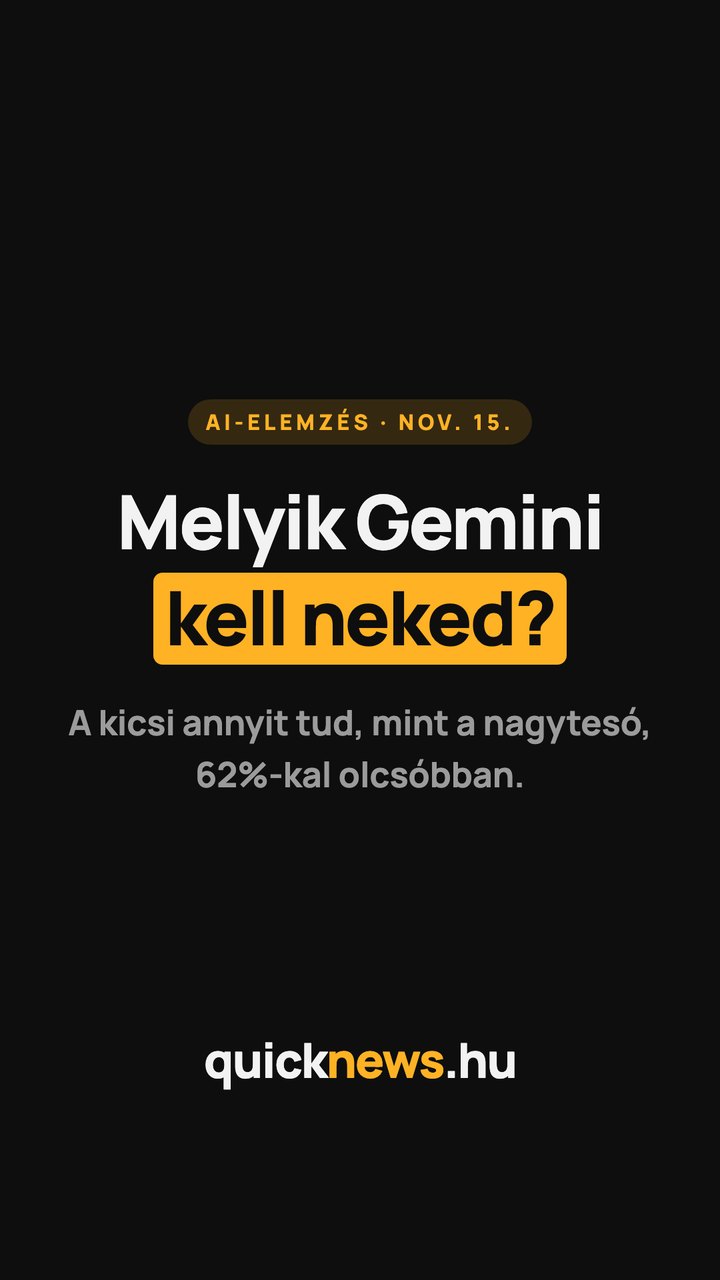 AI-ELEMZÉS · NOV. 15.
Melyik Gemini
kell neked?
A kicsi annyit tud, mint a nagytesó,
62%-kal olcsóbban.
quicknews.hu